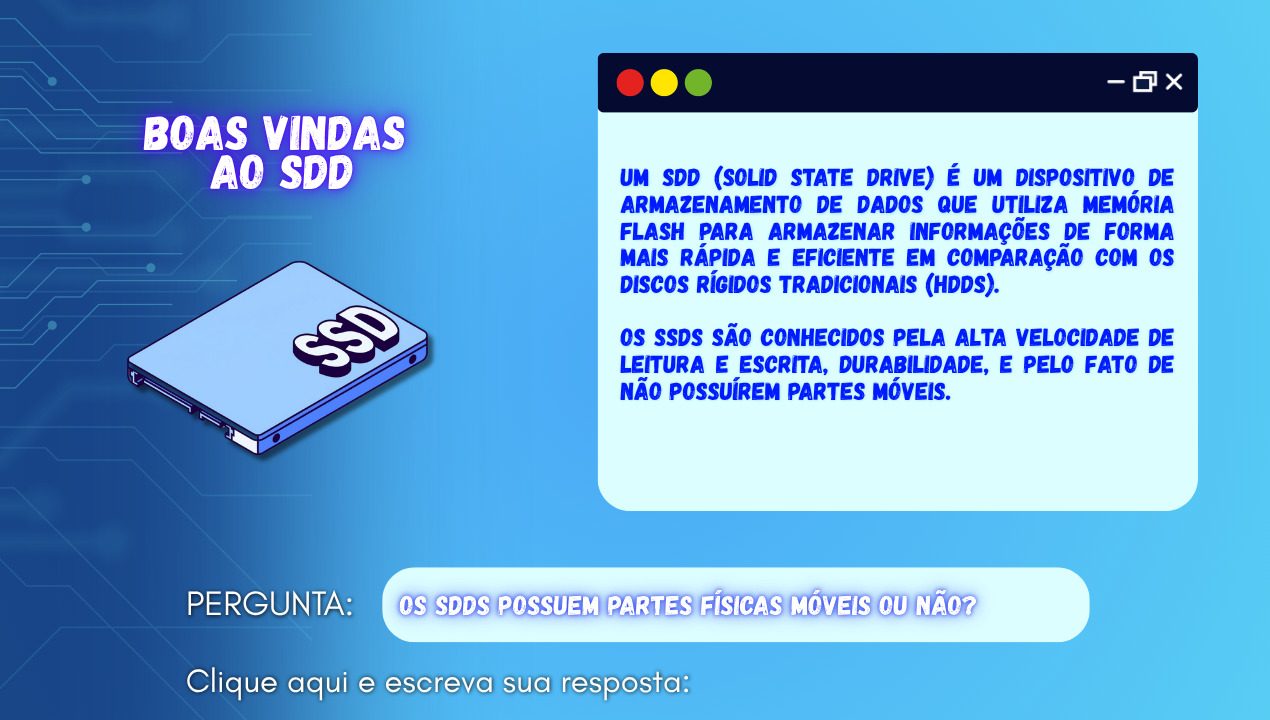 BOAS VINDAS
AO SDD
SSD
UM SDD (SOLID STATE DRIVE) É UM DISPOSITIVO DE
ARMAZENAMENTO DE DADOS QUE UTILIZA MEMÓRIA
FLASH PARA ARMAZENAR INFORMAÇÕES DE FORMA
MAIS RÁPIDA E EFICIENTE EM COMPARAÇÃO COM OS
DISCOS RÍGIDOS TRADICIONAIS (HDDS).
OS SSDS SÃO CONHECIDOS PELA ALTA VELOCIDADE DE
LEITURA E ESCRITA, DURABILIDADE, E PELO FATO DE
NÃO POSSUÍREM PARTES MÓVEIS.
PERGUNTA: OS SDDS POSSUEM PARTES FÍSICAS MÓVEIS OU NÃO?
Clique aqui e escreva sua resposta: